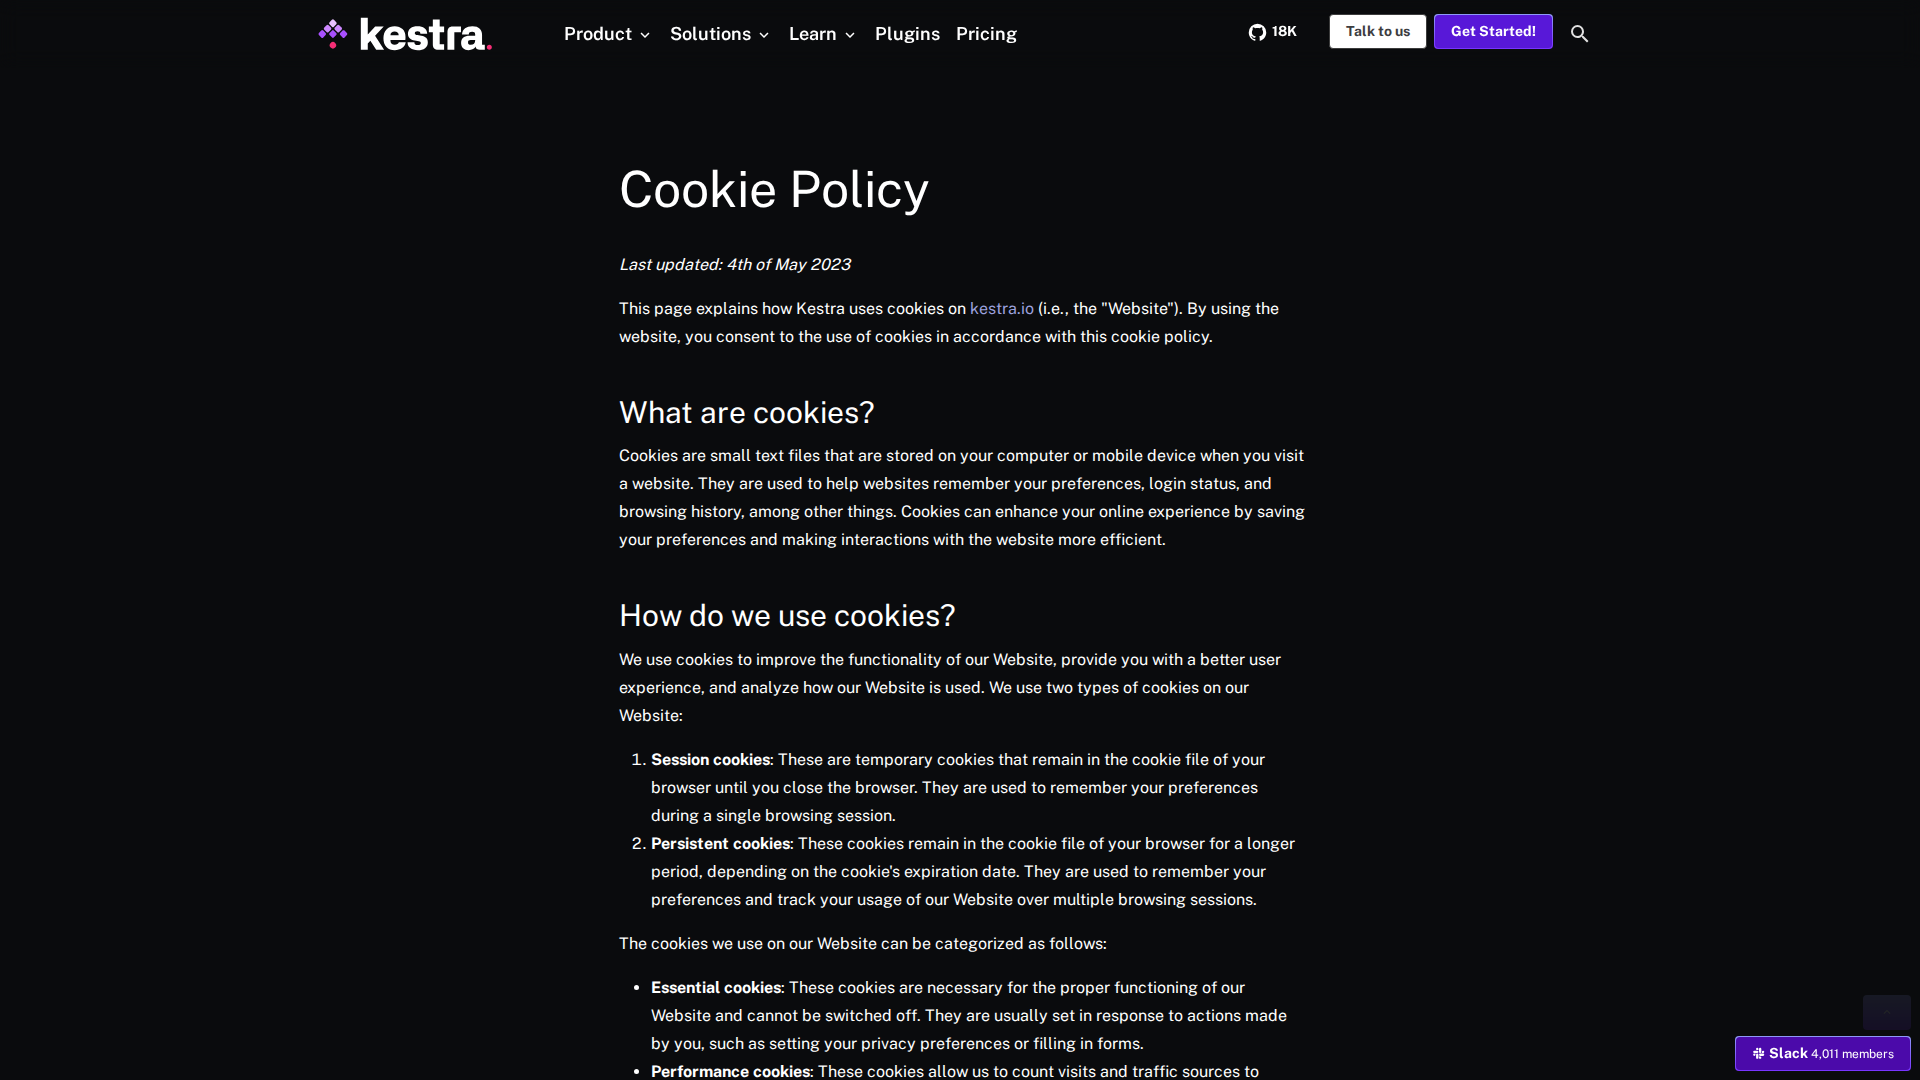 kestra.
Product
Solutions
Learn
Plugins
Pricing
18K
Talk to us
Get Started!
Cookie Policy
Last updated: 4th of May 2023
This page explains how Kestra uses cookies on kestra.io (i.e., the "Website"). By using the
website, you consent to the use of cookies in accordance with this cookie policy.
What are cookies?
Cookies are small text files that are stored on your computer or mobile device when you visit
a website. They are used to help websites remember your preferences, login status, and
browsing history, among other things. Cookies can enhance your online experience by saving
your preferences and making interactions with the website more efficient.
How do we use cookies?
We use cookies to improve the functionality of our Website, provide you with a better user
experience, and analyze how our Website is used. We use two types of cookies on our
Website:
1. Session cookies: These are temporary cookies that remain in the cookie file of your
browser until you close the browser. They are used to remember your preferences
during a single browsing session.
2. Persistent cookies: These cookies remain in the cookie file of your browser for a longer
period, depending on the cookie's expiration date. They are used to remember your
preferences and track your usage of our Website over multiple browsing sessions.
The cookies we use on our Website can be categorized as follows:
• Essential cookies: These cookies are necessary for the proper functioning of our
Website and cannot be switched off. They are usually set in response to actions made
by you, such as setting your privacy preferences or filling in forms.
• Performance cookies: These cookies allow us to count visits and traffic sources to
Slack 4,011 members